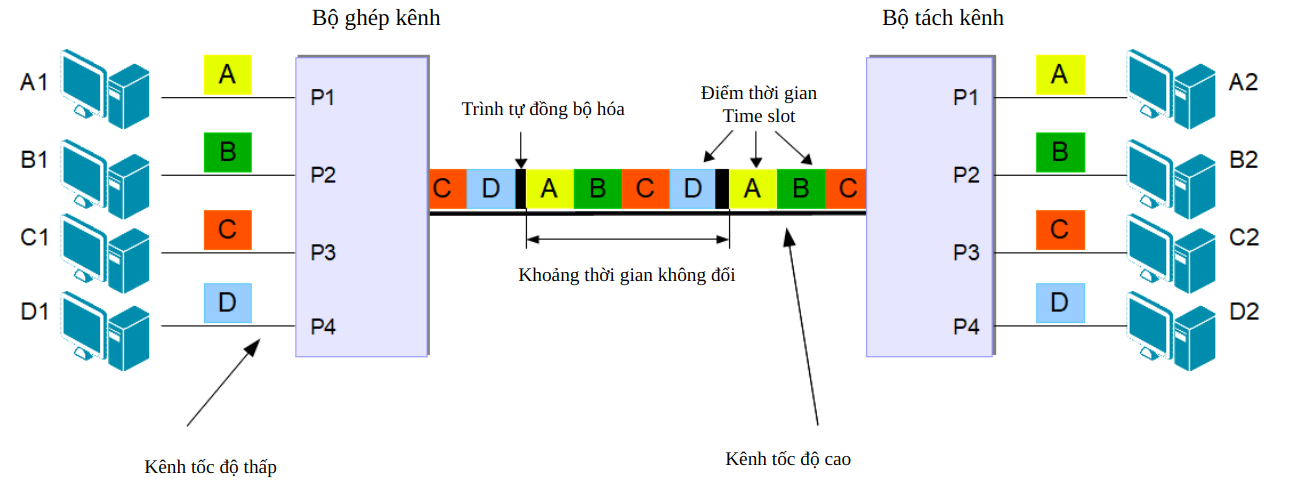 Bộ ghép kênh
Bộ tách kênh
A1
A
P1
B1
B
P2
C1
C
P3
D1
D
P4
Trình tự đồng bộ hóa
Điểm thời gian
Time slot
C D A B C D A B C
Khoảng thời gian không đổi
P1
A
A2
P2
B
B2
P3
C
C2
P4
D
D2
Kênh tốc độ thấp
Kênh tốc độ cao